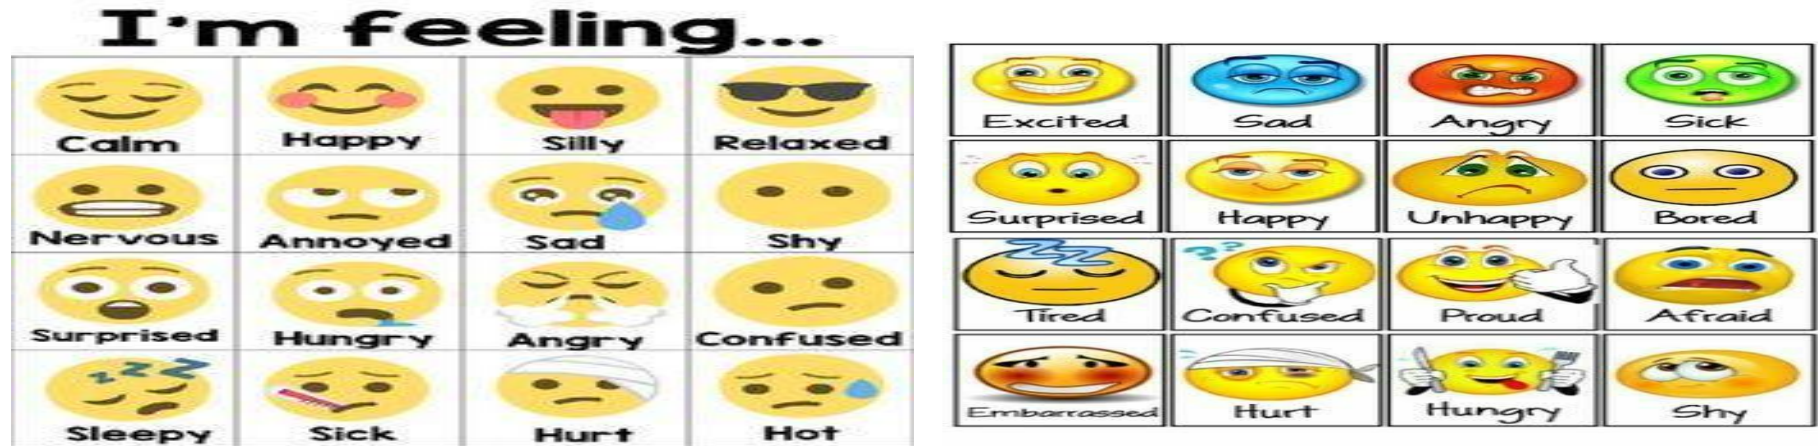 I'm feeling...
Calm Happy Silly Relaxed
Nervous Annoyed Sad Shy
Surprised Hungry Angry Confused
Sleepy Sick Hurt Hot
Excited Sad Angry Sick
Surprised Happy Unhappy Bored
Tired Confused Proud Afraid
Embarrassed Hurt Hungry Shy